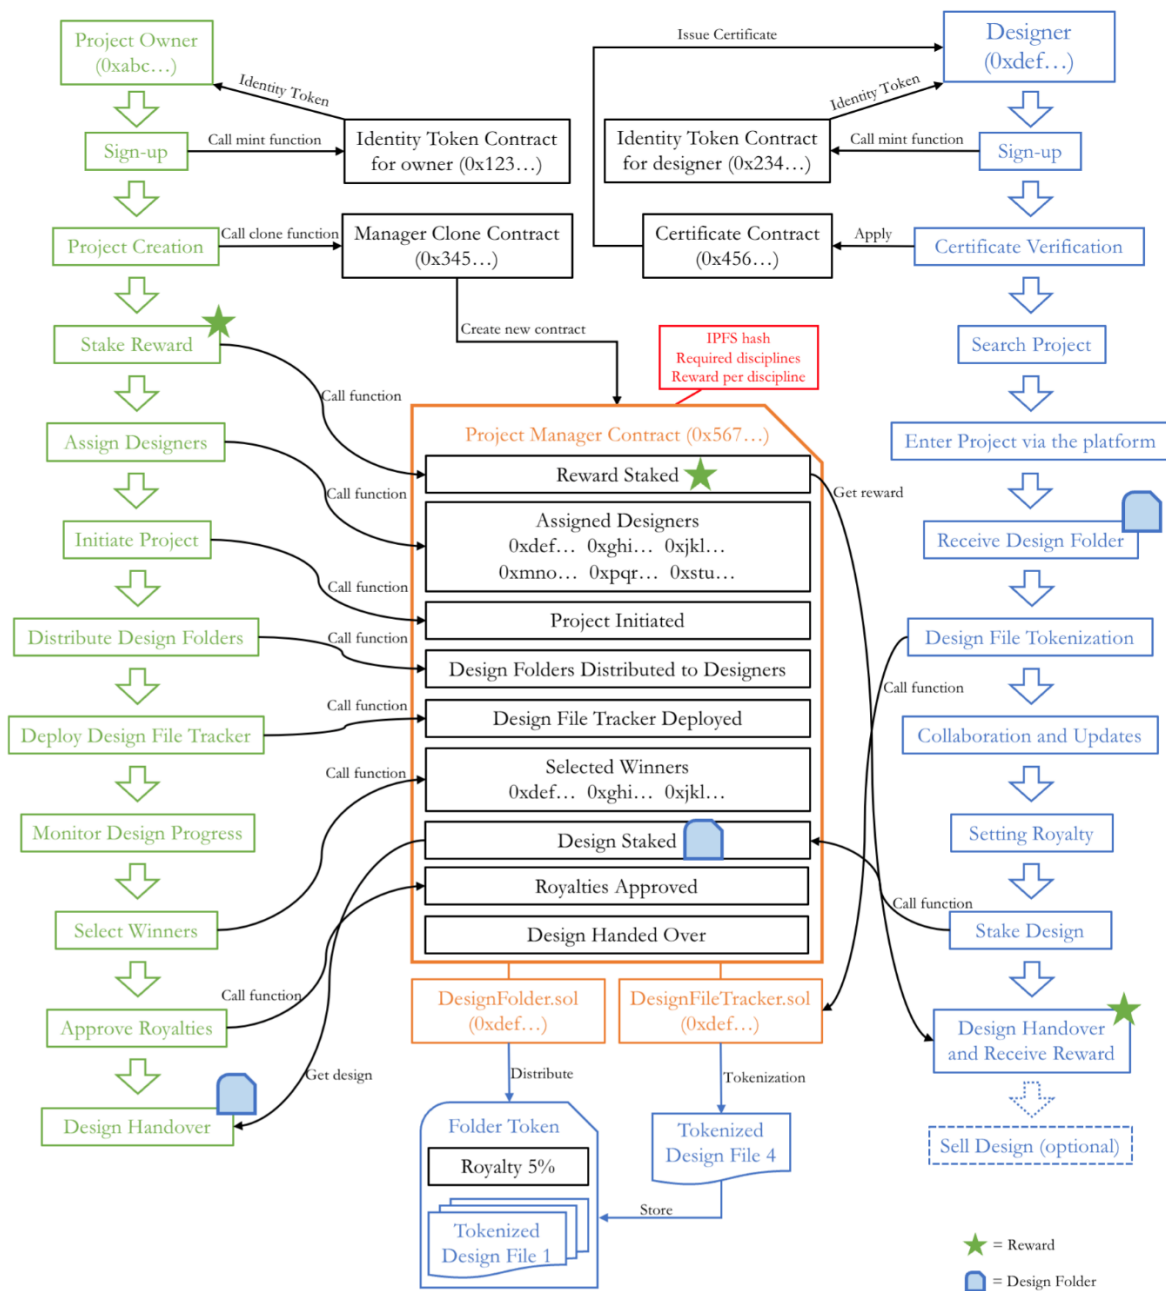 Project Owner
(0xabc…)
Identity Token
Sign-up
Call mint function
Identity Token Contract
for owner (0x123…)
Project Creation
Call clone function
Manager Clone Contract
(0x345…)
Create new contract
Issue Certificate
Designer
(0xdef…)
Identity Token
Identity Token Contract
for designer (0x234…)
Call mint function
Sign-up
Certificate Contract
(0x456…)
Apply
Certificate Verification
Stake Reward
Call function
Assign Designers
Call function
Initiate Project
Call function
Distribute Design Folders
Call function
Deploy Design File Tracker
Call function
Monitor Design Progress
Call function
Select Winners
Call function
Approve Royalties
Get design
Design Handover
IPFS hash
Required disciplines
Reward per discipline
Project Manager Contract (0x567…)
Reward Staked
Assigned Designers
0xdef… 0xghi… 0xjkl…
0xmno… 0xpqr… 0xstu…
Project Initiated
Design Folders Distributed to Designers
Design File Tracker Deployed
Selected Winners
0xdef… 0xghi… 0xjkl…
Design Staked
Royalties Approved
Design Handed Over
DesignFolder.sol
(0xdef…)
DesignFileTracker.sol
(0xdef…)
Distribute
Tokenization
Folder Token
Royalty 5%
Tokenized
Design File 1
Tokenized
Design File 4
Store
Search Project
Enter Project via the platform
Get reward
Receive Design Folder
Design File Tokenization
Call function
Collaboration and Updates
Setting Royalty
Call function
Stake Design
Design Handover
and Receive Reward
Sell Design (optional)
= Reward
= Design Folder